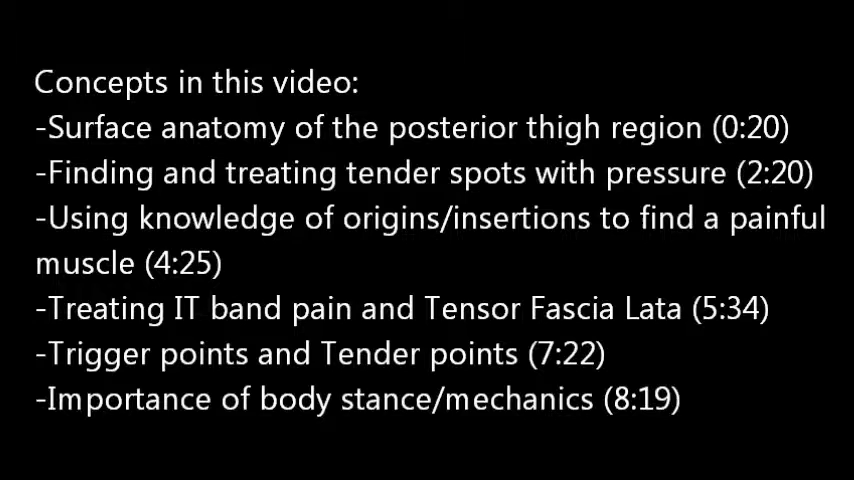 Concepts in this video:
-Surface anatomy of the posterior thigh region (0:20)
-Finding and treating tender spots with pressure (2:20)
-Using knowledge of origins/insertions to find a painful
muscle (4:25)
-Treating IT band pain and Tensor Fascia Lata (5:34)
-Trigger points and Tender points (7:22)
-Importance of body stance/mechanics (8:19)